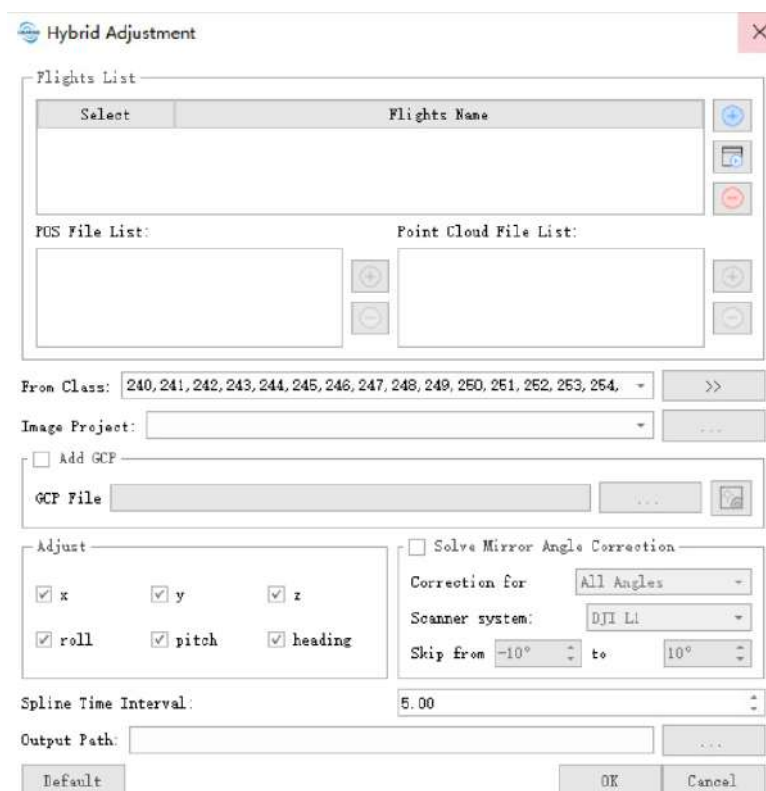 Hybrid Adjustment
Flights List
Select Flights Name
POS File List: Point Cloud File List:
From Class: 240, 241, 242, 243, 244, 245, 246, 247, 248, 249, 250, 251, 252, 253, 254, >>
Image Project: ...
Add GCP
GCP File ...
Adjust
x y z
roll pitch heading
Solve Mirror Angle Correction
Correction for All Angles
Scanner system: DJI L1
Skip from -10° to 10°
Spline Time Interval: 5.00
Output Path: ...
Default OK Cancel